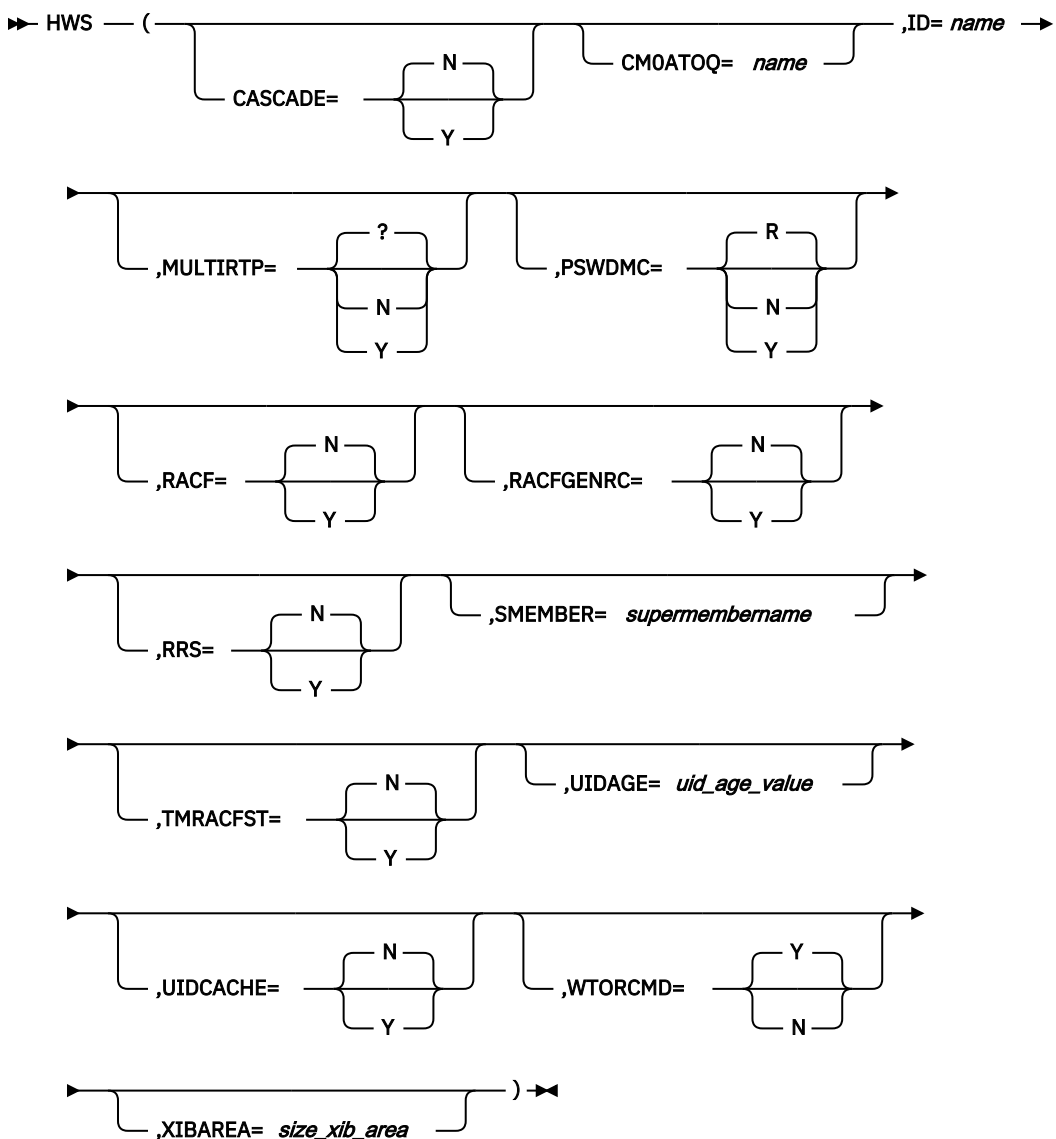 HWS ( ,ID= name
CASCADE= N Y
CM0ATOQ= name
,MULTIRTP= ? N Y
,PSWDMC= R N Y
,RACF= N Y
,RACFGENRC= N Y
,RRS= N Y
,SMEMBER= supermembername
,TMRACFST= N Y
,UIDAGE= uid_age_value
,UIDCACHE= N Y
,WTORCMD= Y N
,XIBAREA= size_xib_area
)